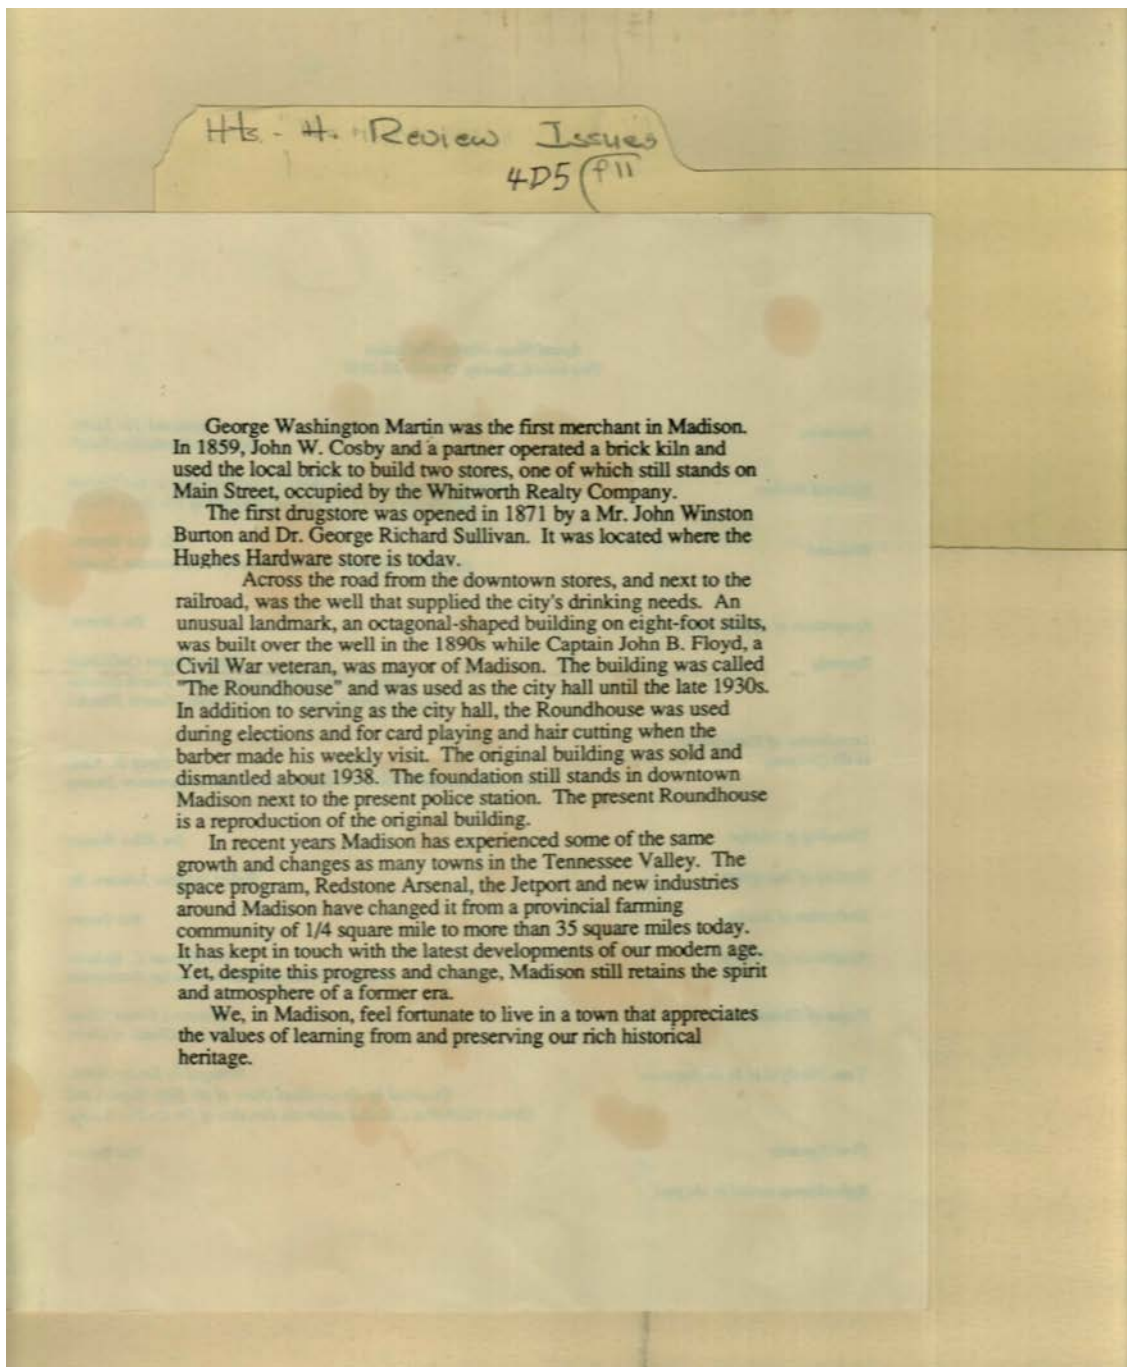 Hts - H. Review Issues
4D5 (f11
George Washington Martin was the first merchant in Madison.
In 1859, John W. Cosby and a partner operated a brick kiln and
used the local brick to build two stores, one of which still stands on
Main Street, occupied by the Whitworth Realty Company.
The first drugstore was opened in 1871 by a Mr. John Winston
Burton and Dr. George Richard Sullivan. It was located where the
Hughes Hardware store is today.
Across the road from the downtown stores, and next to the
railroad, was the well that supplied the city's drinking needs. An
unusual landmark, an octagonal-shaped building on eight-foot stilts,
was built over the well in the 1890s while Captain John B. Floyd, a
Civil War veteran, was mayor of Madison. The building was called
"The Roundhouse" and was used as the city hall until the late 1930s.
In addition to serving as the city hall, the Roundhouse was used
during elections and for card playing and hair cutting when the
barber made his weekly visit. The original building was sold and
dismantled about 1938. The foundation still stands in downtown
Madison next to the present police station. The present Roundhouse
is a reproduction of the original building.
In recent years Madison has experienced some of the same
growth and changes as many towns in the Tennessee Valley. The
space program, Redstone Arsenal, the Jetport and new industries
around Madison have changed it from a provincial farming
community of 1/4 square mile to more than 35 square miles today.
It has kept in touch with the latest developments of our modern age.
Yet, despite this progress and change, Madison still retains the spirit
and atmosphere of a former era.
We, in Madison, feel fortunate to live in a town that appreciates
the values of learning from and preserving our rich historical
heritage.